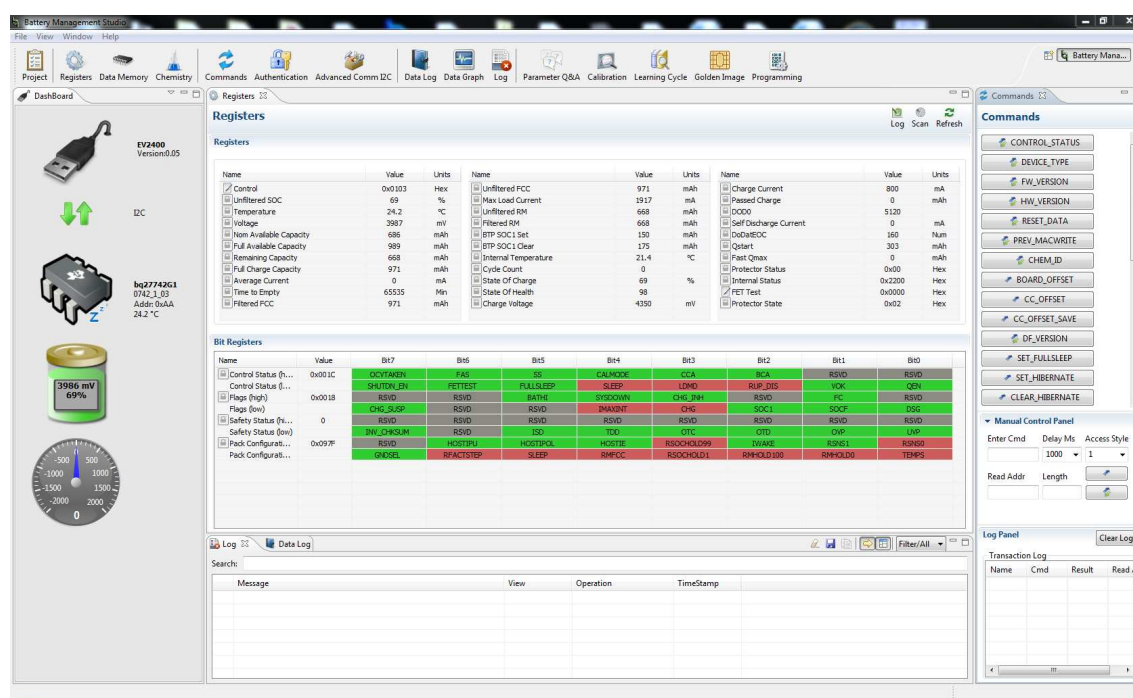 Battery Management Studio
File View Window Help
Project Registers Data Memory Chemistry Commands Authentication Advanced Comm I2C Data Log Data Graph Log Parameter Q&A Calibration Learning Cycle Golden Image Programming
Battery Mana...
DashBoard
EV2400
Version:0.05
I2C
bq27742G1
0742_1_03
Addr: 0xAA
24.2 °C
Z z
3986 mV
69%
-500 500
-1000 1000
-1500 1500
-2000 2000
0
Registers
Registers
Log Scan Refresh
Registers
Name Value Units Name Value Units Name Value Units
Control 0x0103 Hex Unfiltered FCC 971 mAh Charge Current 800 mA
Unfiltered SOC 69 % Max Load Current 1917 mA Passed Charge 0 mAh
Temperature 24.2 °C Unfiltered RM 668 mAh DOD0 5120
Voltage 3987 mV Filtered RM 668 mAh Self Discharge Current 0 mA
Nom Available Capacity 686 mAh BTP SOC1 Set 150 mAh DoDatEOC 160 Num
Full Available Capacity 989 mAh BTP SOC1 Clear 175 mAh Qstart 303 mAh
Remaining Capacity 668 mAh Internal Temperature 21.4 °C Fast Qmax 0 mAh
Full Charge Capacity 971 mAh Cycle Count 0 Protector Status 0x00 Hex
Average Current 0 mA State Of Charge 69 % Internal Status 0x2200 Hex
Time to Empty 65535 Min State Of Health 98 FET Test 0x0000 Hex
Filtered FCC 971 mAh Charge Voltage 4350 mV Protector State 0x02 Hex
Bit Registers
Name Value Bit7 Bit6 Bit5 Bit4 Bit3 Bit2 Bit1 Bit0
Control Status (h... 0x001C OCVTAKEN FAS SS CALMODE CCA BCA RSVD RSVD
Control Status (l... SHUTDN_EN FETTEST FULLSLEEP SLEEP LDMD RUP_DIS VOK QEN
Flags (high) 0x0018 RSVD RSVD BATHI SYSDOWN CHG_INH RSVD FC RSVD
Flags (low) CHG_SUSP RSVD RSVD IMAXINT CHG SOC1 SOCF DSG
Safety Status (hi... 0 RSVD RSVD RSVD RSVD RSVD RSVD RSVD RSVD
Safety Status (low) INV_CHKSUM RSVD ISD TDD OTC OTD OVP UVP
Pack Configurati... 0x097F RSVD HOSTIPU HOSTIPOL HOSTIE RSOCHOLD99 IWAKE RSNS1 RSNS0
Pack Configurati... GNDSEL RFACTSTEP SLEEP RMFCC RSOCHOLD1 RMHOLD100 RMHOLD0 TEMPS
Log Data Log Filter/All
Search:
Message View Operation TimeStamp
Commands
Commands
CONTROL_STATUS
DEVICE_TYPE
FW_VERSION
HW_VERSION
RESET_DATA
PREV_MACWRITE
CHEM_ID
BOARD_OFFSET
CC_OFFSET
CC_OFFSET_SAVE
DF_VERSION
SET_FULLSLEEP
SET_HIBERNATE
CLEAR_HIBERNATE
Manual Control Panel
Enter Cmd Delay Ms Access Style
1000 1
Read Addr Length
Log Panel Clear Log
Transaction Log
Name Cmd Result Read